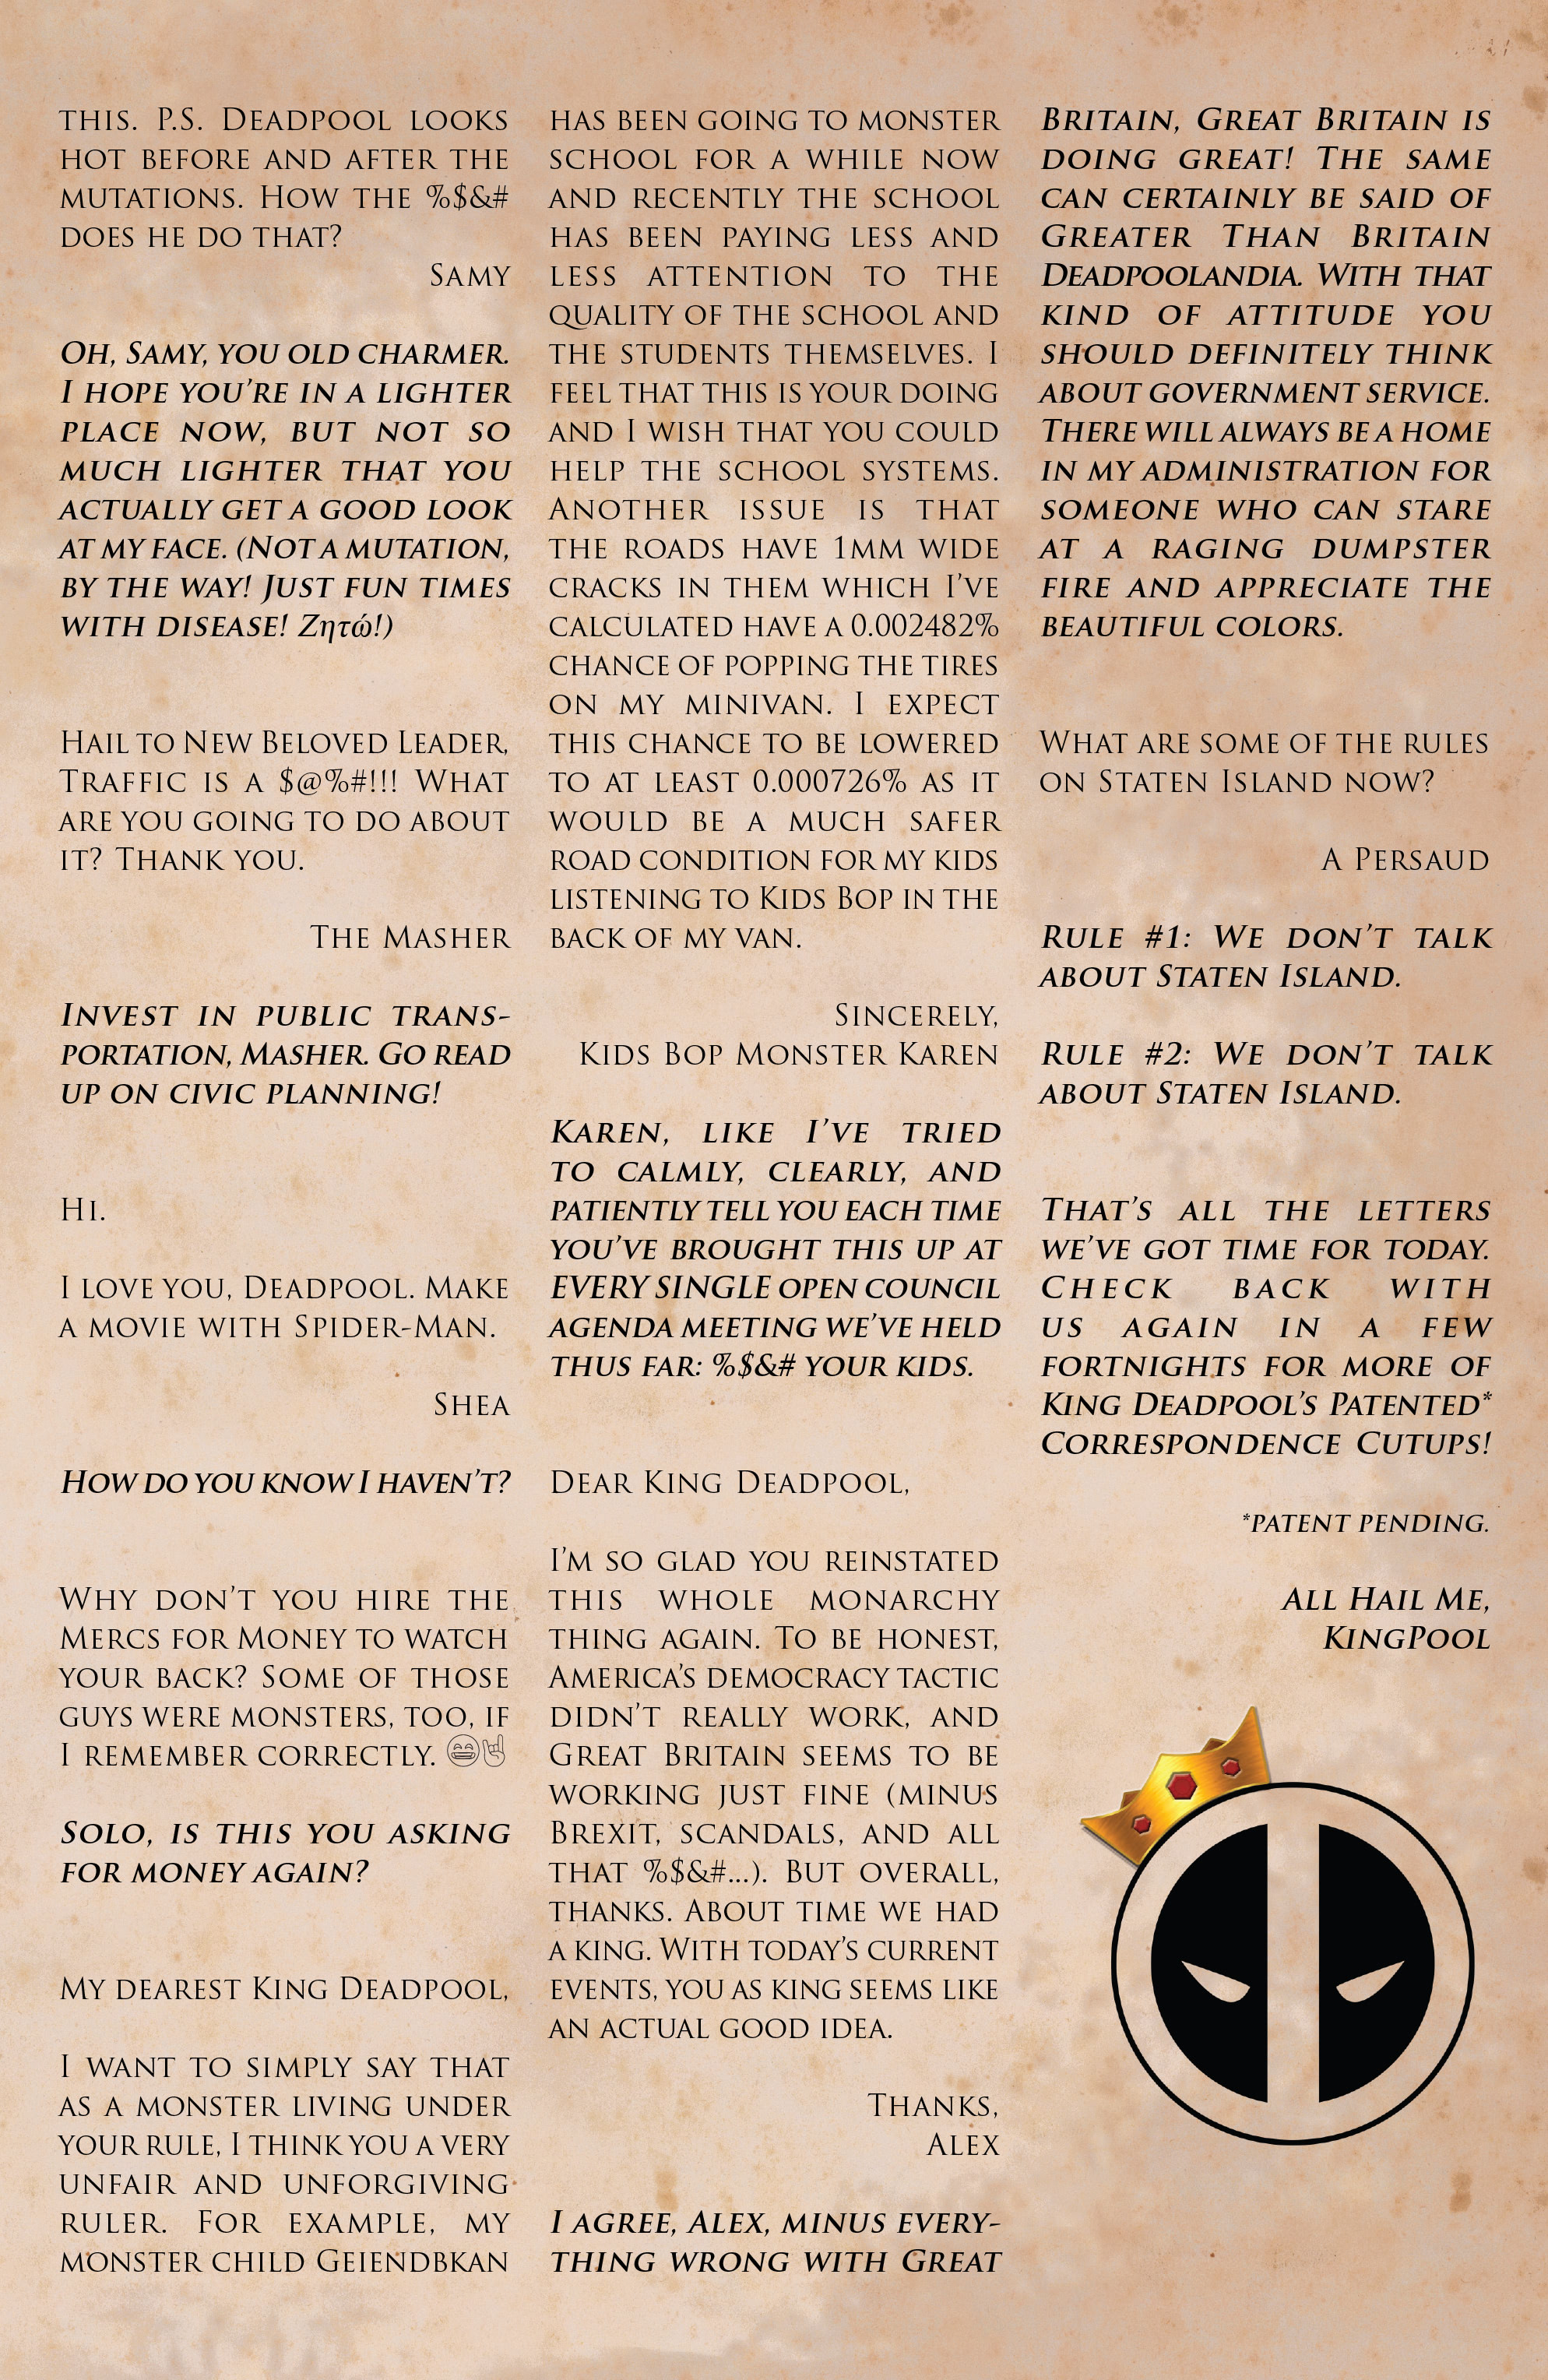 THIS. P.S. DEADPOOL LOOKS
HOT BEFORE AND AFTER THE
MUTATIONS. HOW THE %$&#
DOES HE DO THAT?
SAMY
OH, SAMY, YOU OLD CHARMER.
I HOPE YOU'RE IN A LIGHTER
PLACE NOW, BUT NOT SO
MUCH LIGHTER THAT YOU
ACTUALLY GET A GOOD LOOK
AT MY FACE. (NOT A MUTATION,
BY THE WAY! JUST FUN TIMES
WITH DISEASE! Ζητώ!)
HAIL TO NEW BELOVED LEADER,
TRAFFIC IS A $@%#!!! WHAT
ARE YOU GOING TO DO ABOUT
IT? THANK YOU.
THE MASHER
INVEST IN PUBLIC TRANS-
PORTATION, MASHER. GO READ
UP ON CIVIC PLANNING!
HI.
I LOVE YOU, DEADPOOL. MAKE
A MOVIE WITH SPIDER-MAN.
SHEA
HOW DO YOU KNOW I HAVEN'T?
WHY DON'T YOU HIRE THE
MERCS FOR MONEY TO WATCH
YOUR BACK? SOME OF THOSE
GUYS WERE MONSTERS, TOO, IF
I REMEMBER CORRECTLY. 😁🤘
SOLO, IS THIS YOU ASKING
FOR MONEY AGAIN?
MY DEAREST KING DEADPOOL,
I WANT TO SIMPLY SAY THAT
AS A MONSTER LIVING UNDER
YOUR RULE, I THINK YOU A VERY
UNFAIR AND UNFORGIVING
RULER. FOR EXAMPLE, MY
MONSTER CHILD GEIENDBKAN
HAS BEEN GOING TO MONSTER
SCHOOL FOR A WHILE NOW
AND RECENTLY THE SCHOOL
HAS BEEN PAYING LESS AND
LESS ATTENTION TO THE
QUALITY OF THE SCHOOL AND
THE STUDENTS THEMSELVES. I
FEEL THAT THIS IS YOUR DOING
AND I WISH THAT YOU COULD
HELP THE SCHOOL SYSTEMS.
ANOTHER ISSUE IS THAT
THE ROADS HAVE 1MM WIDE
CRACKS IN THEM WHICH I'VE
CALCULATED HAVE A 0.002482%
CHANCE OF POPPING THE TIRES
ON MY MINIVAN. I EXPECT
THIS CHANCE TO BE LOWERED
TO AT LEAST 0.000726% AS IT
WOULD BE A MUCH SAFER
ROAD CONDITION FOR MY KIDS
LISTENING TO KIDS BOP IN THE
BACK OF MY VAN.
SINCERELY,
KIDS BOP MONSTER KAREN
KAREN, LIKE I'VE TRIED
TO CALMLY, CLEARLY, AND
PATIENTLY TELL YOU EACH TIME
YOU'VE BROUGHT THIS UP AT
EVERY SINGLE OPEN COUNCIL
AGENDA MEETING WE'VE HELD
THUS FAR: %$&# YOUR KIDS.
DEAR KING DEADPOOL,
I'M SO GLAD YOU REINSTATED
THIS WHOLE MONARCHY
THING AGAIN. TO BE HONEST,
AMERICA'S DEMOCRACY TACTIC
DIDN'T REALLY WORK, AND
GREAT BRITAIN SEEMS TO BE
WORKING JUST FINE (MINUS
BREXIT, SCANDALS, AND ALL
THAT %$&#...). BUT OVERALL,
THANKS. ABOUT TIME WE HAD
A KING. WITH TODAY'S CURRENT
EVENTS, YOU AS KING SEEMS LIKE
AN ACTUAL GOOD IDEA.
THANKS,
ALEX
I AGREE, ALEX, MINUS EVERY-
THING WRONG WITH GREAT
BRITAIN, GREAT BRITAIN IS
DOING GREAT! THE SAME
CAN CERTAINLY BE SAID OF
GREATER THAN BRITAIN
DEADPOOLANDIA. WITH THAT
KIND OF ATTITUDE YOU
SHOULD DEFINITELY THINK
ABOUT GOVERNMENT SERVICE.
THERE WILL ALWAYS BE A HOME
IN MY ADMINISTRATION FOR
SOMEONE WHO CAN STARE
AT A RAGING DUMPSTER
FIRE AND APPRECIATE THE
BEAUTIFUL COLORS.
WHAT ARE SOME OF THE RULES
ON STATEN ISLAND NOW?
A PERSAUD
RULE #1: WE DON'T TALK
ABOUT STATEN ISLAND.
RULE #2: WE DON'T TALK
ABOUT STATEN ISLAND.
THAT'S ALL THE LETTERS
WE'VE GOT TIME FOR TODAY.
CHECK BACK WITH
US AGAIN IN A FEW
FORTNIGHTS FOR MORE OF
KING DEADPOOL'S PATENTED*
CORRESPONDENCE CUTUPS!
*PATENT PENDING.
ALL HAIL ME,
KINGPOOL